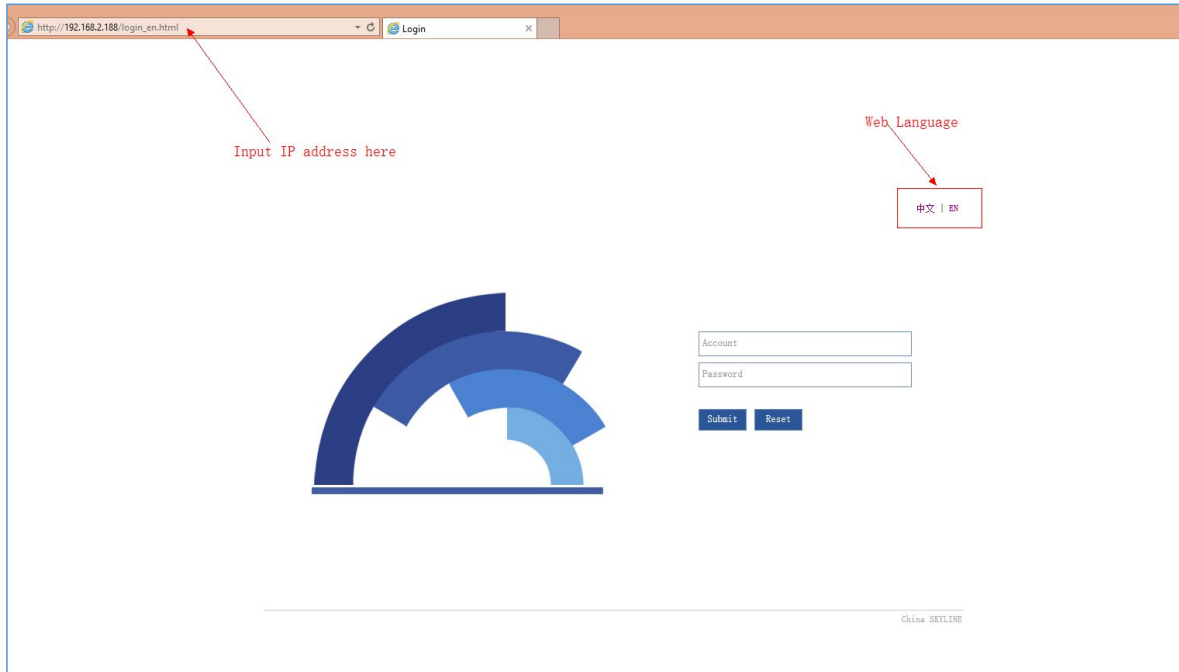 http://192.168.2.188/login_en.html
Login
Web Language
Input IP address here
中文 | EN
Account
Password
Submit Reset
China SKYLINE